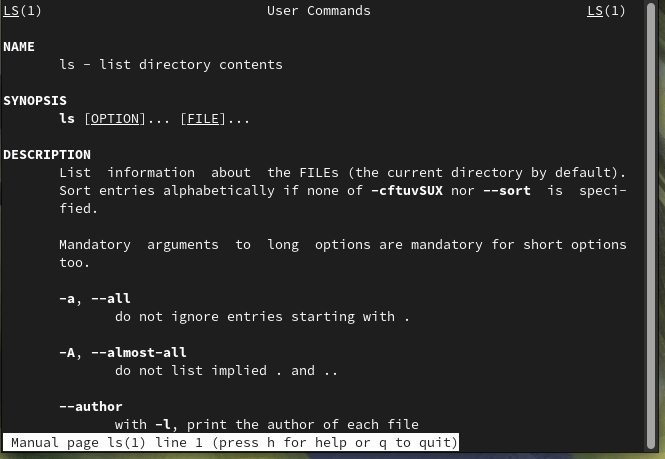 LS(1) User Commands LS(1)
NAME
ls - list directory contents
SYNOPSIS
ls [OPTION]... [FILE]...
DESCRIPTION
List information about the FILEs (the current directory by default).
Sort entries alphabetically if none of -cftuvSUX nor --sort is speci-
fied.
Mandatory arguments to long options are mandatory for short options
too.
-a, --all
do not ignore entries starting with .
-A, --almost-all
do not list implied . and ..
--author
with -l, print the author of each file
Manual page ls(1) line 1 (press h for help or q to quit)